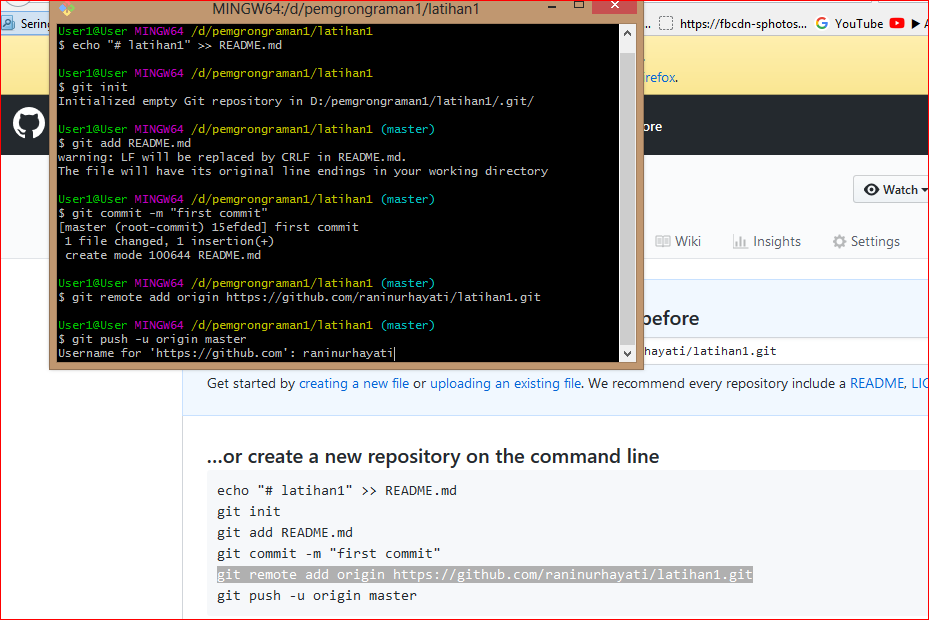 MINGW64:/d/pemgrongraman1/latihan1
User1@User MINGW64 /d/pemgrongraman1/latihan1
$ echo "# latihan1" >> README.md
User1@User MINGW64 /d/pemgrongraman1/latihan1
$ git init
Initialized empty Git repository in D:/pemgrongraman1/latihan1/.git/
User1@User MINGW64 /d/pemgrongraman1/latihan1 (master)
$ git add README.md
warning: LF will be replaced by CRLF in README.md.
The file will have its original line endings in your working directory
User1@User MINGW64 /d/pemgrongraman1/latihan1 (master)
$ git commit -m "first commit"
[master (root-commit) 15efded] first commit
1 file changed, 1 insertion(+)
create mode 100644 README.md
User1@User MINGW64 /d/pemgrongraman1/latihan1 (master)
$ git remote add origin https://github.com/raninurhayati/latihan1.git
User1@User MINGW64 /d/pemgrongraman1/latihan1 (master)
$ git push -u origin master
Username for 'https://github.com': raninurhayati
Sering
https://fbcdn-sphotos...
YouTube
refox.
ore
Watch
Wiki
Insights
Settings
before
hayati/latihan1.git
Get started by creating a new file or uploading an existing file. We recommend every repository include a README, LIC
...or create a new repository on the command line
echo "# latihan1" >> README.md
git init
git add README.md
git commit -m "first commit"
git remote add origin https://github.com/raninurhayati/latihan1.git
git push -u origin master